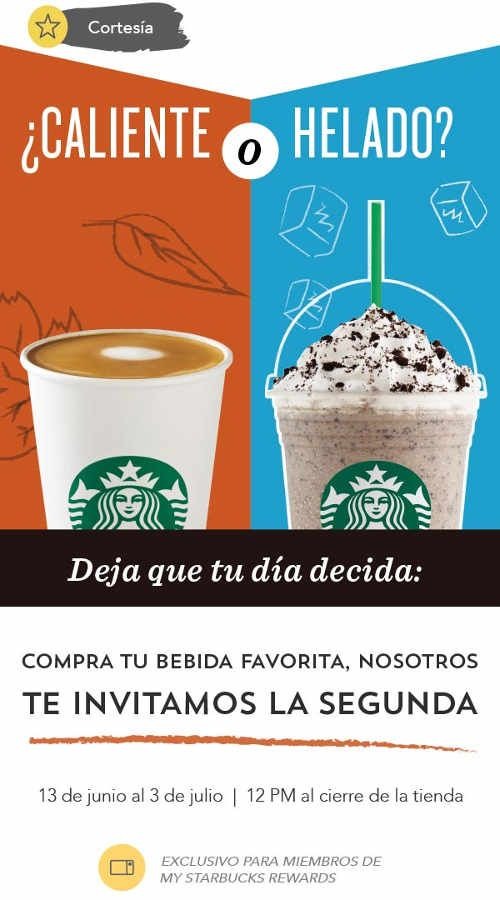 Cortesía
¿CALIENTE o HELADO?
Deja que tu día decida:
COMPRA TU BEBIDA FAVORITA, NOSOTROS
TE INVITAMOS LA SEGUNDA
13 de junio al 3 de julio | 12 PM al cierre de la tienda
EXCLUSIVO PARA MIEMBROS DE
MY STARBUCKS REWARDS